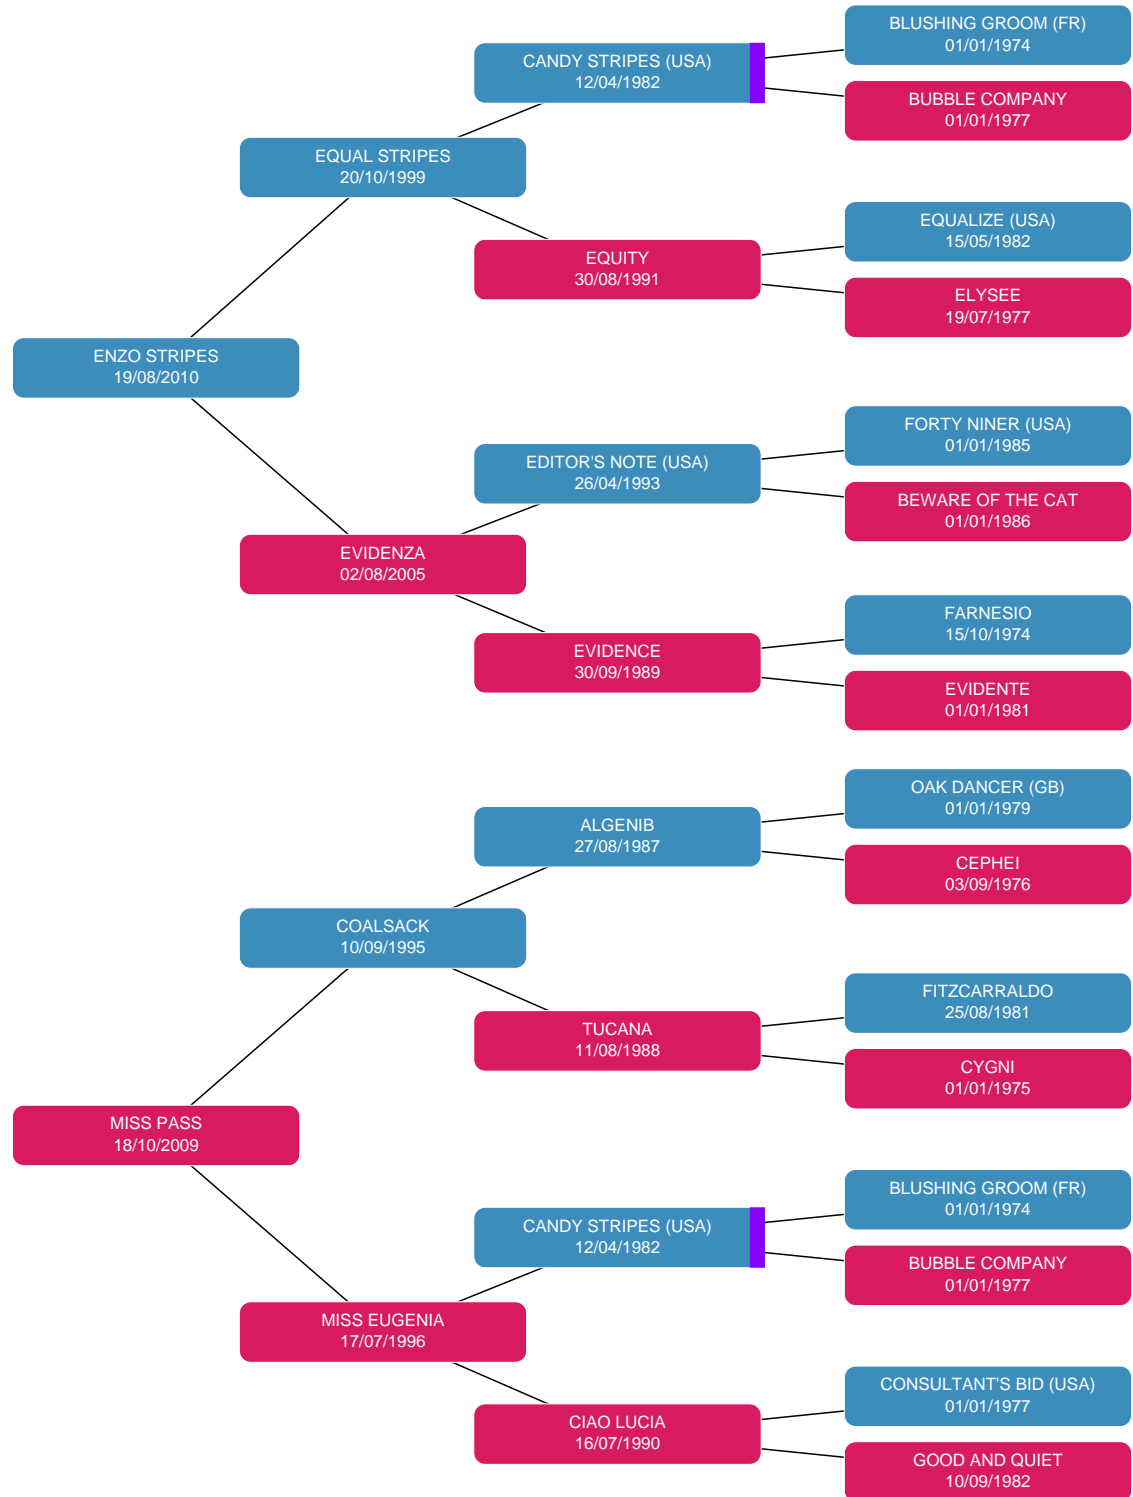 BLUSHING GROOM (FR)
01/01/1974
CANDY STRIPES (USA)
12/04/1982
BUBBLE COMPANY
01/01/1977
EQUAL STRIPES
20/10/1999
EQUALIZE (USA)
15/05/1982
EQUITY
30/08/1991
ELYSEE
19/07/1977
ENZO STRIPES
19/08/2010
FORTY NINER (USA)
01/01/1985
EDITOR'S NOTE (USA)
26/04/1993
BEWARE OF THE CAT
01/01/1986
EVIDENZA
02/08/2005
FARNESIO
15/10/1974
EVIDENCE
30/09/1989
EVIDENTE
01/01/1981
OAK DANCER (GB)
01/01/1979
ALGENIB
27/08/1987
CEPHEI
03/09/1976
COALSACK
10/09/1995
FITZCARRALDO
25/08/1981
TUCANA
11/08/1988
CYGNI
01/01/1975
MISS PASS
18/10/2009
BLUSHING GROOM (FR)
01/01/1974
CANDY STRIPES (USA)
12/04/1982
BUBBLE COMPANY
01/01/1977
MISS EUGENIA
17/07/1996
CONSULTANT'S BID (USA)
01/01/1977
CIAO LUCIA
16/07/1990
GOOD AND QUIET
10/09/1982